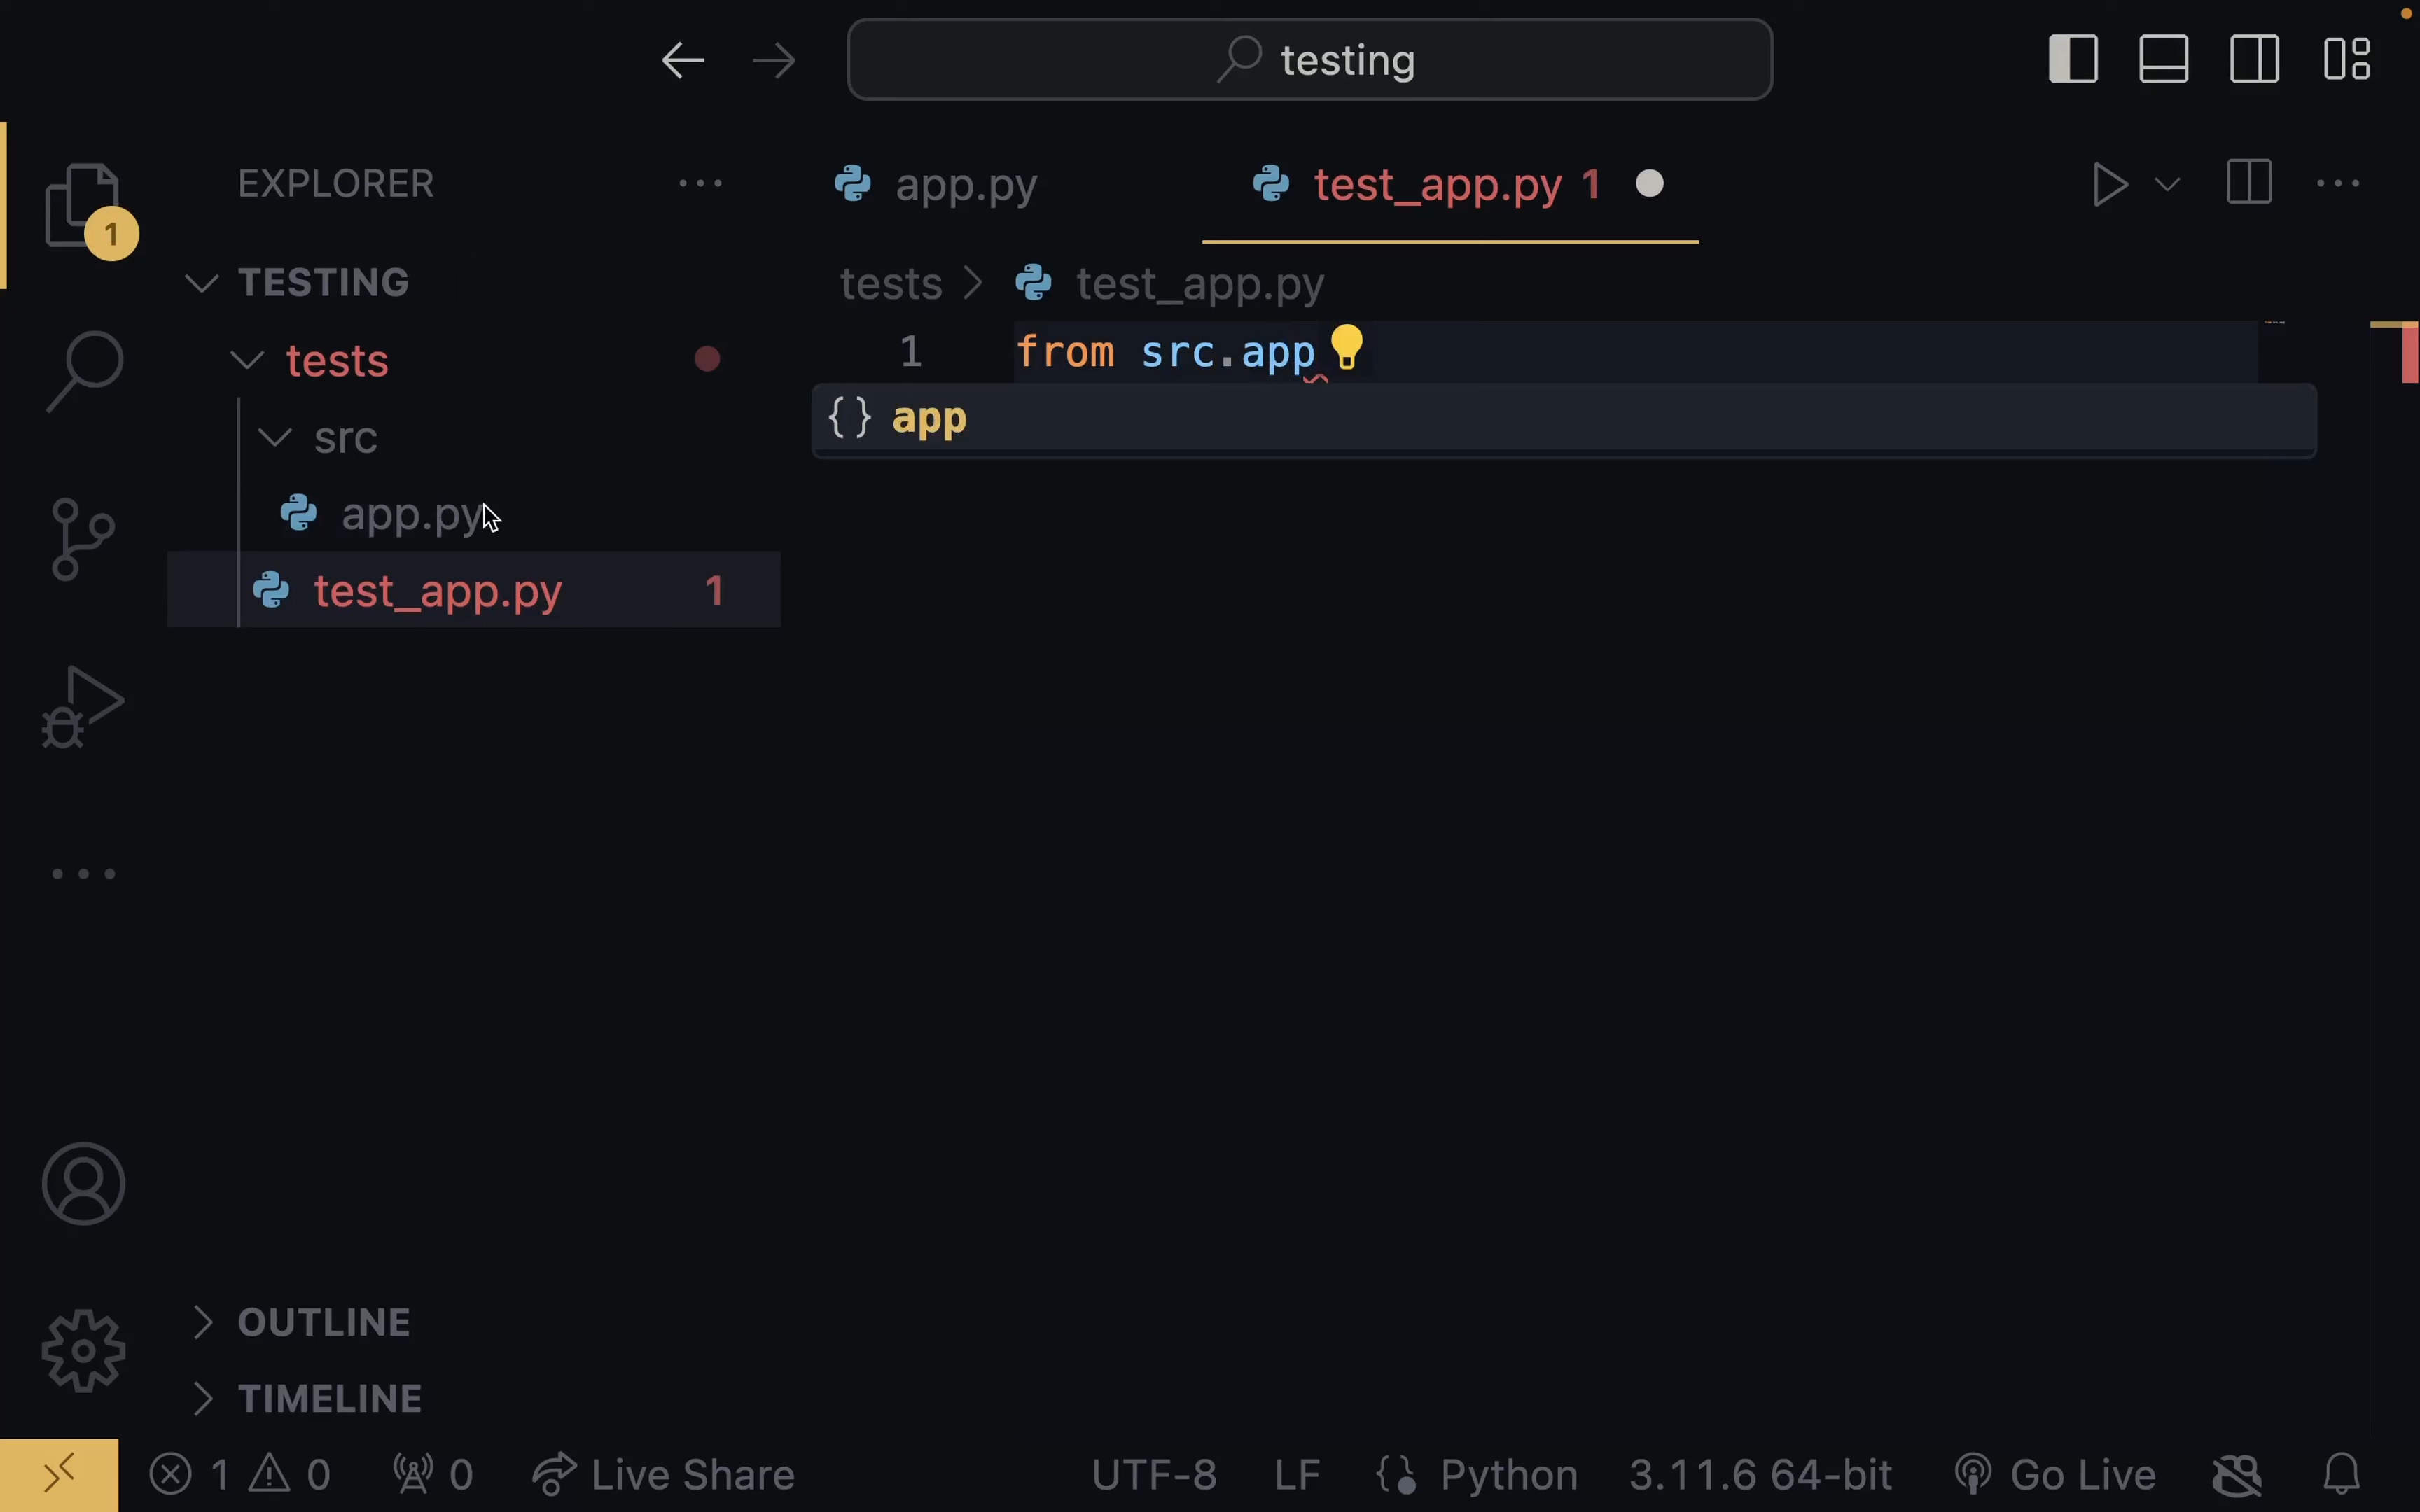 testing
EXPLORER
app.py
test_app.py 1
1
TESTING
tests > test_app.py
tests
1 from src.app
src
{} app
app.py
test_app.py 1
OUTLINE
TIMELINE
1 0 0 Live Share UTF-8 LF {} Python 3.11.6 64-bit Go Live